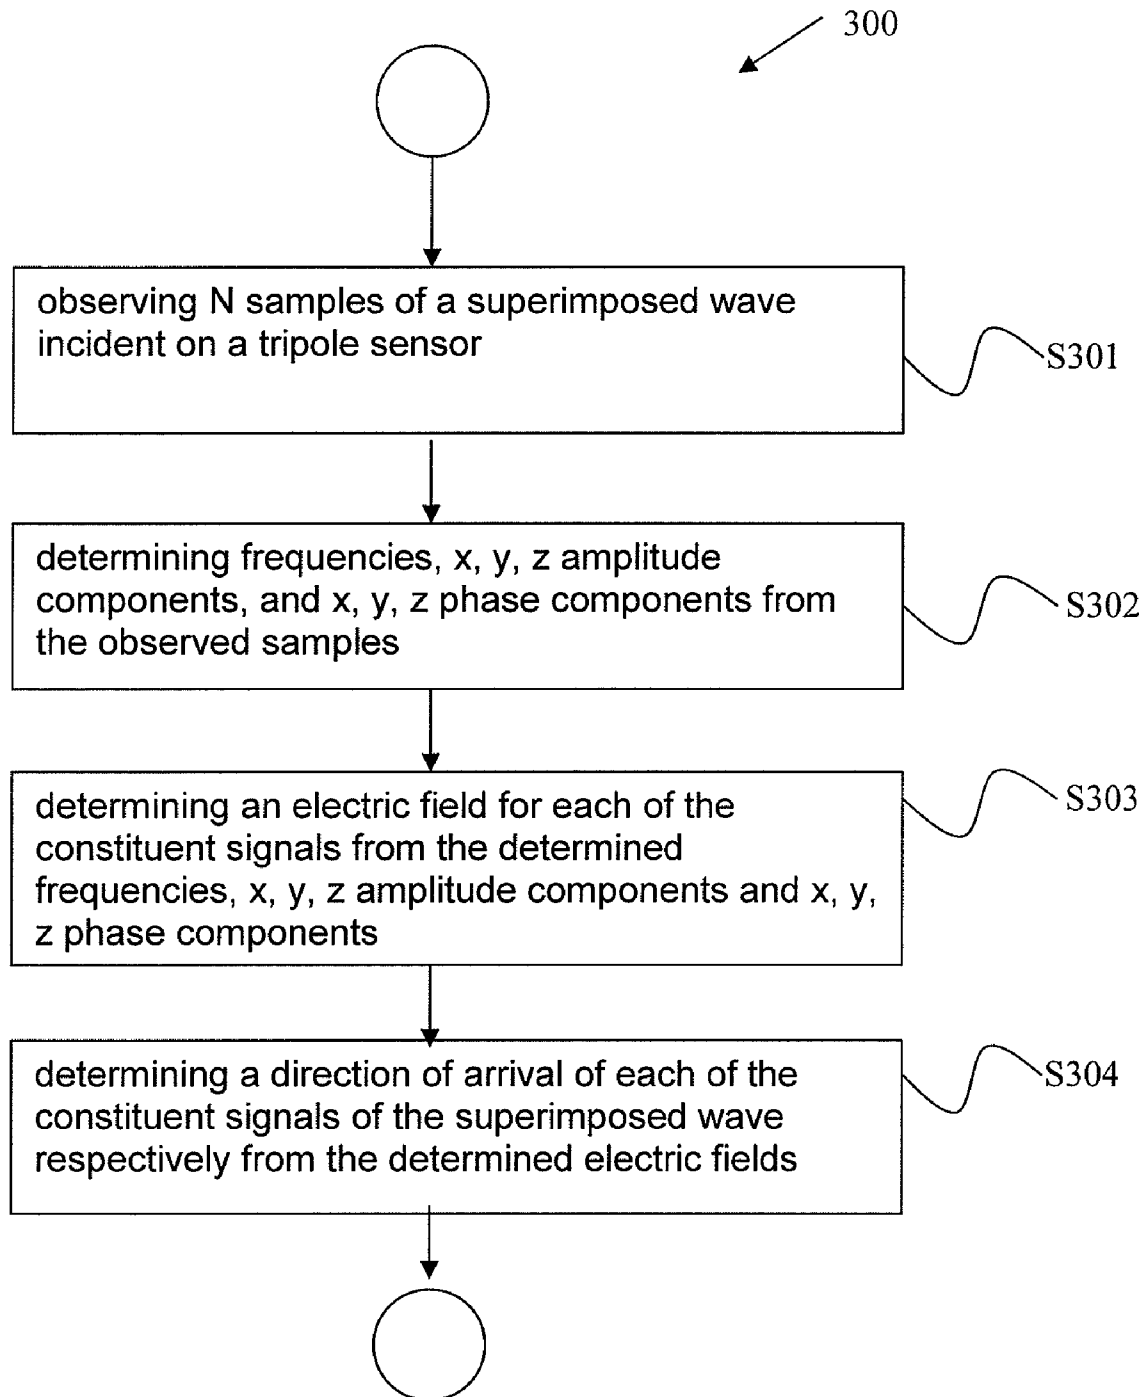 300
observing N samples of a superimposed wave
incident on a tripole sensor
S301
determining frequencies, x, y, z amplitude
components, and x, y, z phase components from
the observed samples
S302
determining an electric field for each of the
constituent signals from the determined
frequencies, x, y, z amplitude components and x, y,
z phase components
S303
determining a direction of arrival of each of the
constituent signals of the superimposed wave
respectively from the determined electric fields
S304